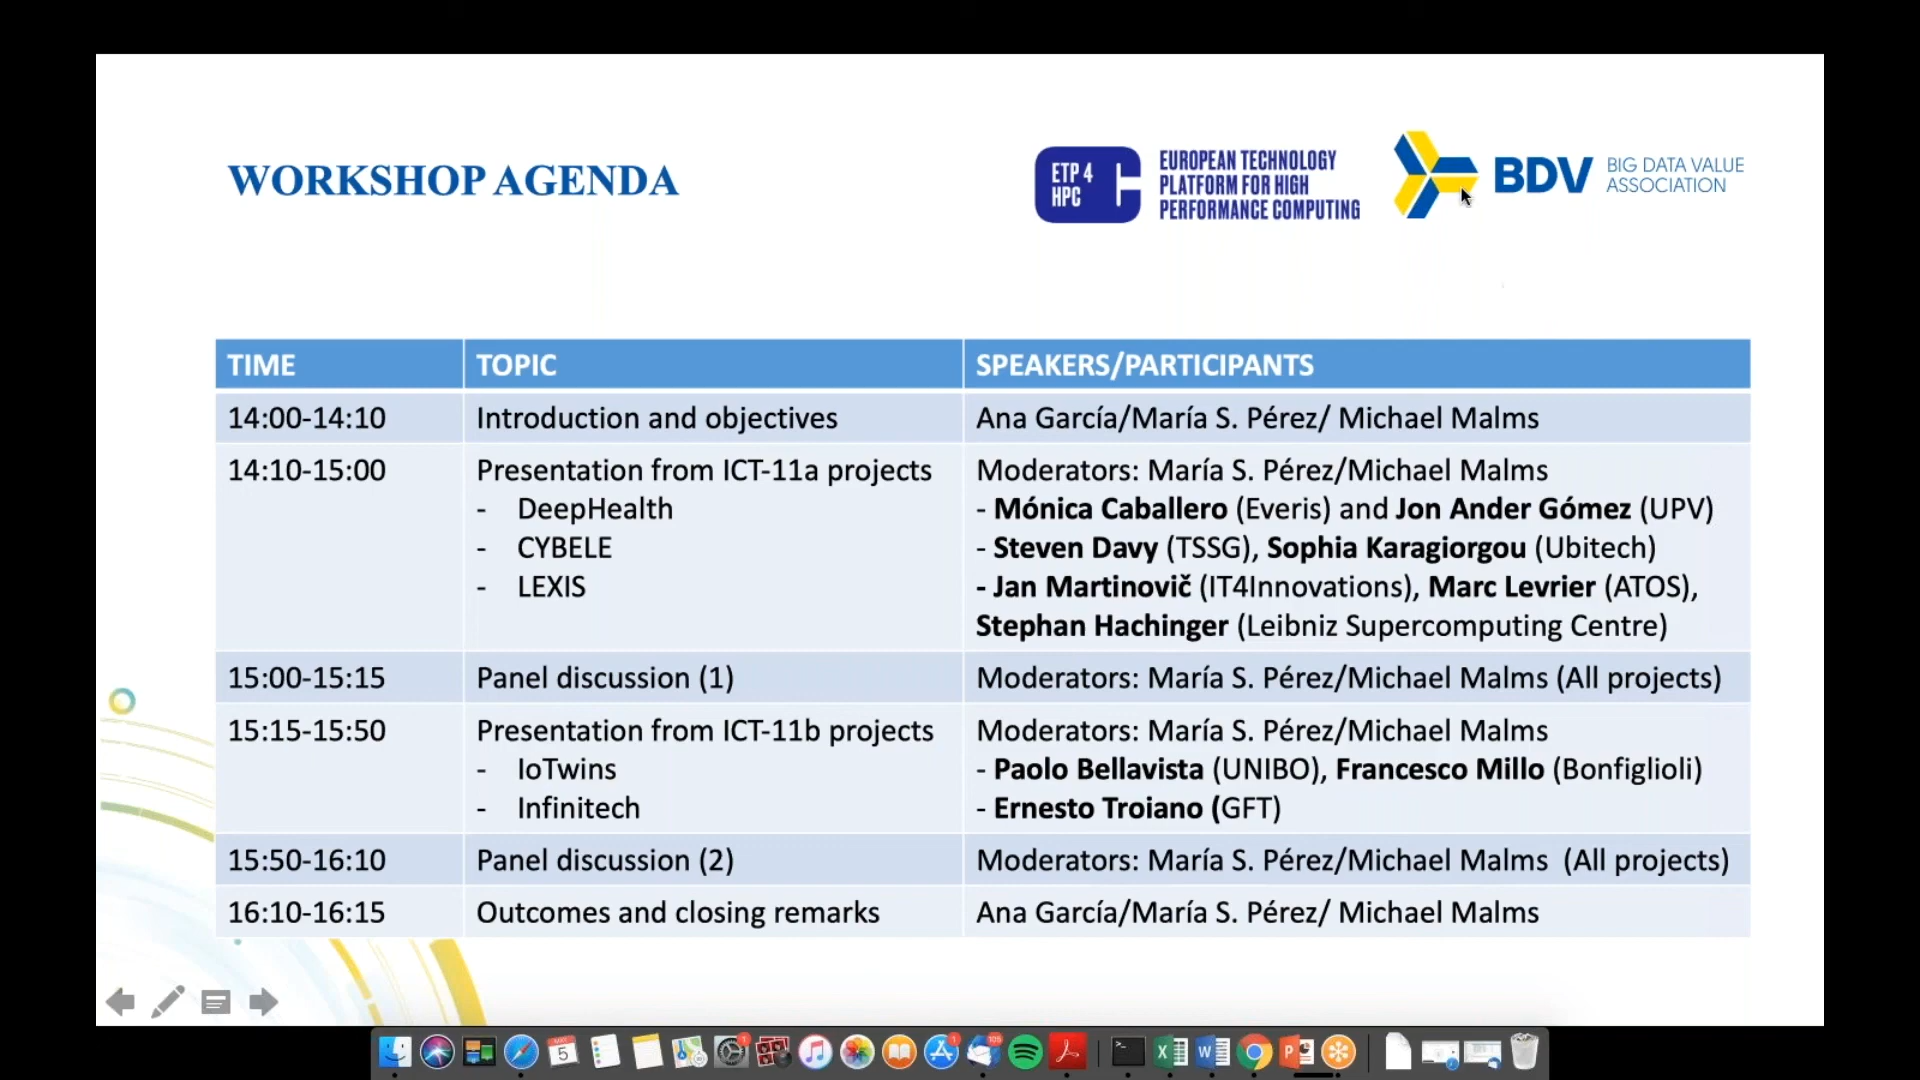 WORKSHOP AGENDA
ETP 4
HPC
EUROPEAN TECHNOLOGY
PLATFORM FOR HIGH
PERFORMANCE COMPUTING
BDV
BIG DATA VALUE
ASSOCIATION
TIME TOPIC SPEAKERS/PARTICIPANTS
14:00-14:10 Introduction and objectives Ana García/María S. Pérez/ Michael Malms
14:10-15:00 Presentation from ICT-11a projects Moderators: María S. Pérez/Michael Malms
- DeepHealth - Mónica Caballero (Everis) and Jon Ander Gómez (UPV)
- CYBELE - Steven Davy (TSSG), Sophia Karagiorgou (Ubitech)
- LEXIS - Jan Martinovič (IT4Innovations), Marc Levrier (ATOS),
Stephan Hachinger (Leibniz Supercomputing Centre)
15:00-15:15 Panel discussion (1) Moderators: María S. Pérez/Michael Malms (All projects)
15:15-15:50 Presentation from ICT-11b projects Moderators: María S. Pérez/Michael Malms
- IoTwins - Paolo Bellavista (UNIBO), Francesco Millo (Bonfiglioli)
- Infinitech - Ernesto Troiano (GFT)
15:50-16:10 Panel discussion (2) Moderators: María S. Pérez/Michael Malms (All projects)
16:10-16:15 Outcomes and closing remarks Ana García/María S. Pérez/ Michael Malms
5